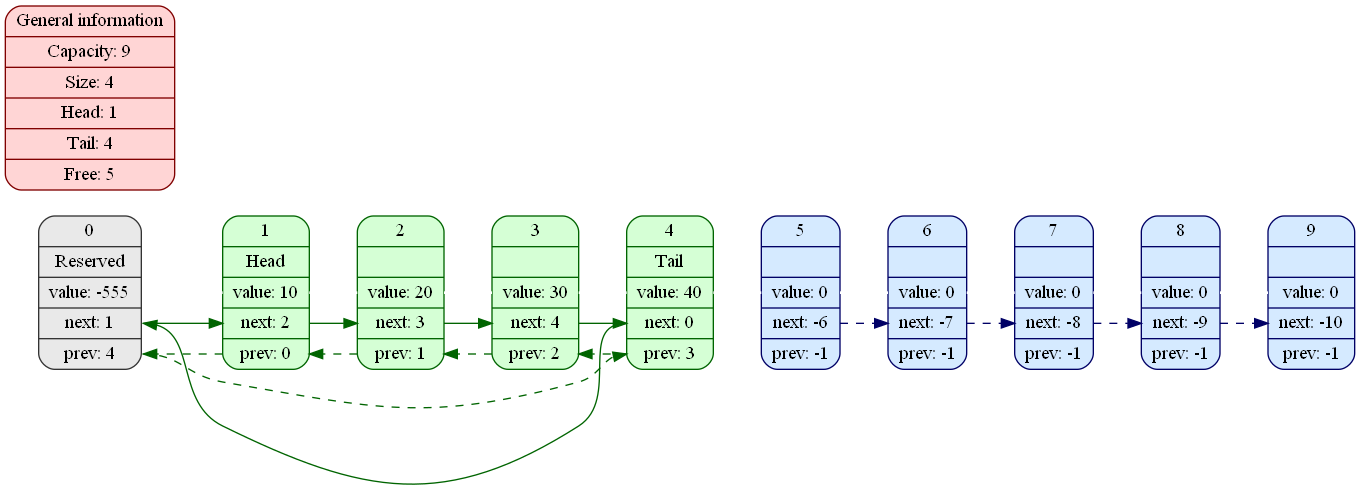 General information
Capacity: 9
Size: 4
Head: 1
Tail: 4
Free: 5
0
Reserved
value: -555
next: 1
prev: 4
1
Head
value: 10
next: 2
prev: 0
2
value: 20
next: 3
prev: 1
3
value: 30
next: 4
prev: 2
4
Tail
value: 40
next: 0
prev: 3
5
value: 0
next: -6
prev: -1
6
value: 0
next: -7
prev: -1
7
value: 0
next: -8
prev: -1
8
value: 0
next: -9
prev: -1
9
value: 0
next: -10
prev: -1